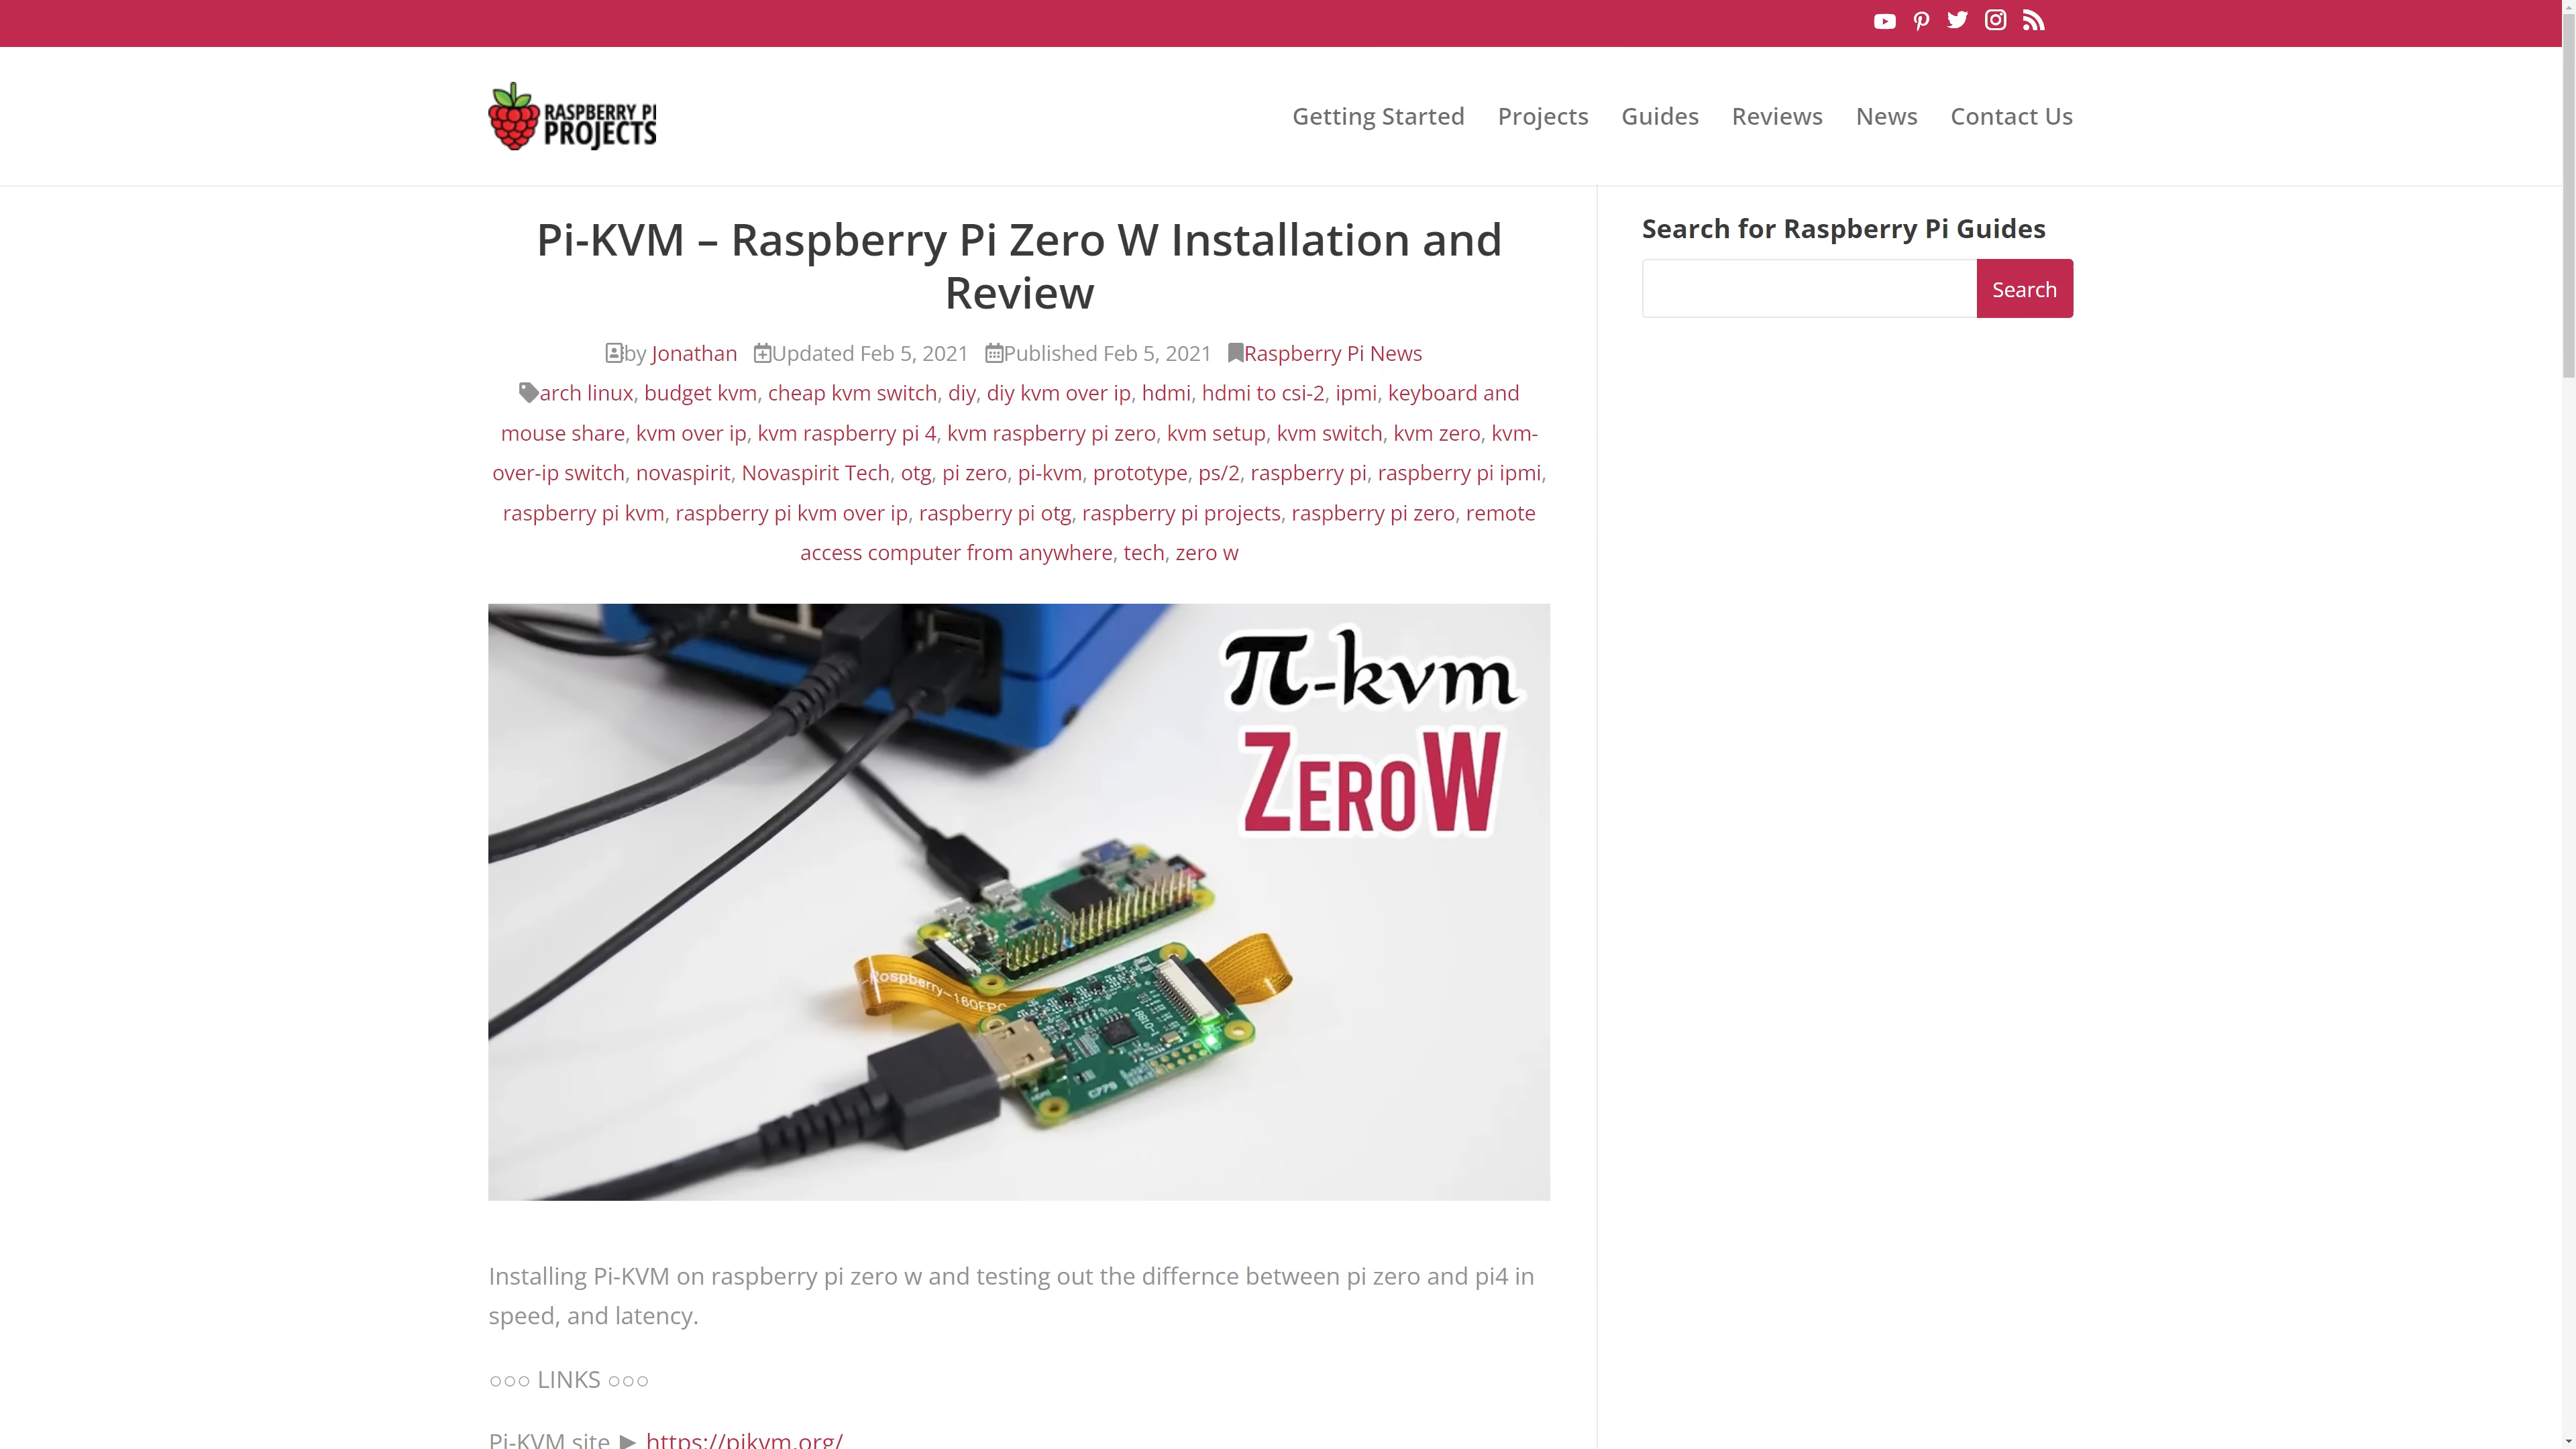 RASPBERRY PI
PROJECTS
Getting Started Projects Guides Reviews News Contact Us
Pi-KVM – Raspberry Pi Zero W Installation and
Review
by Jonathan Updated Feb 5, 2021 Published Feb 5, 2021 Raspberry Pi News
arch linux, budget kvm, cheap kvm switch, diy, diy kvm over ip, hdmi, hdmi to csi-2, ipmi, keyboard and
mouse share, kvm over ip, kvm raspberry pi 4, kvm raspberry pi zero, kvm setup, kvm switch, kvm zero, kvm-
over-ip switch, novaspirit, Novaspirit Tech, otg, pi zero, pi-kvm, prototype, ps/2, raspberry pi, raspberry pi ipmi,
raspberry pi kvm, raspberry pi kvm over ip, raspberry pi otg, raspberry pi projects, raspberry pi zero, remote
access computer from anywhere, tech, zero w
π-kvm
ZEROW
Rospberry-160FPC
C779
Installing Pi-KVM on raspberry pi zero w and testing out the differnce between pi zero and pi4 in
speed, and latency.
○○○ LINKS ○○○
Pi-KVM site ► https://pikvm.org/
Search for Raspberry Pi Guides
Search